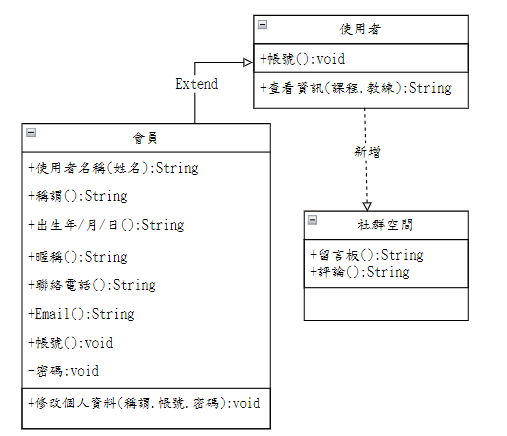 使用者
+帳號():void
+查看資訊(課程.教練):String
Extend
新增
會員
+使用者名稱(姓名):String
+稱謂():String
+出生年/月/日():String
+暱稱():String
+聯絡電話():String
+Email():String
+帳號():void
-密碼:void
+修改個人資料(稱謂.帳號.密碼):void
社群空間
+留言板():String
+評論():String